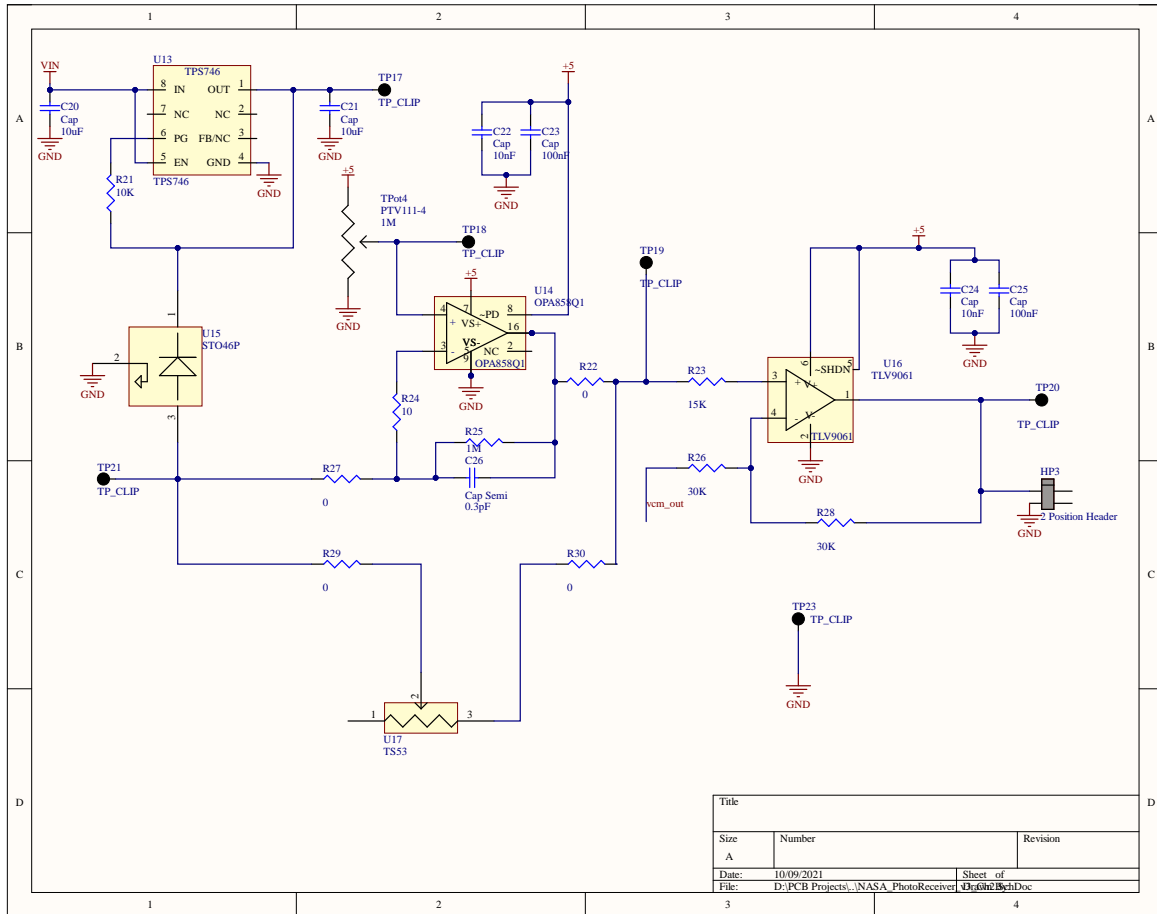 1
2
3
4
A
A
VIN
U13
TPS746
8
IN
OUT
1
7
NC
NC
2
6
PG
FB/NC
3
5
EN
GND
4
TPS746
C20
Cap
10uF
GND
GND
R21
10K
C21
Cap
10uF
GND
TP17
TP_CLIP
+5
C22
Cap
10nF
C23
Cap
100nF
GND
+5
TPot4
PTV111-4
1M
GND
TP18
TP_CLIP
+5
U14
OPA858Q1
4
+
7
VS+
~PD
8
16
3
-
VS-
5
9
NC
2
OPA858Q1
GND
B
B
1
U15
STO46P
2
GND
3
TP19
TP_CLIP
+5
C24
Cap
10nF
C25
Cap
100nF
GND
R22
0
R23
15K
R24
10
R25
1M
C26
Cap Semi
0.3pF
3
+
6
V+
~SHDN
5
U16
TLV9061
1
4
-
V-
2
TLV9061
GND
TP20
TP_CLIP
TP21
TP_CLIP
R27
0
R26
30K
vcm_out
R28
30K
HP3
GND
2 Position Header
C
C
R29
0
R30
0
TP23
TP_CLIP
GND
2
1
3
U17
TS53
D
D
Title
Size
Number
Revision
A
Date:
10/09/2021
Sheet of
File:
D:\PCB Projects\..\NASA_PhotoReceiver
1
2
3
4